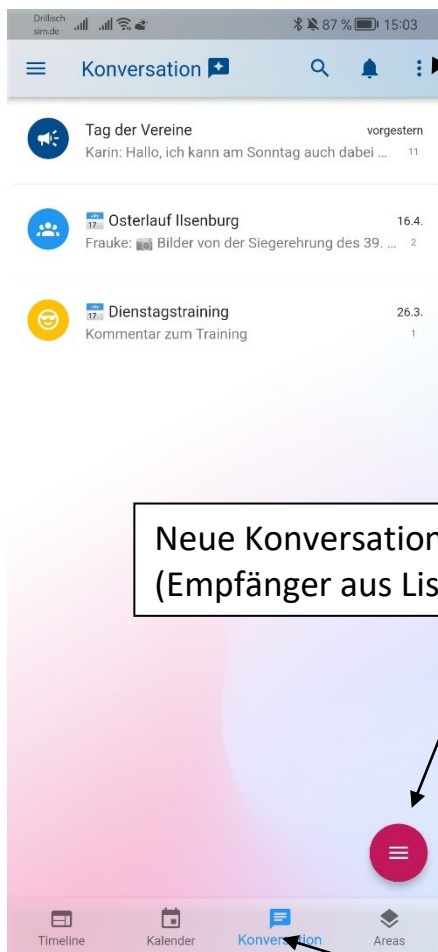 Drillisch
sim.de
87 % 15:03
Konversation
Tag der Vereine vorgestern
Karin: Hallo, ich kann am Sonntag auch dabei ... 11
July 17 Osterlauf Ilsenburg 16.4.
Frauke: Bilder von der Siegerehrung des 39. ... 2
July 17 Dienstagstraining 26.3.
Kommentar zum Training 1
Neue Konversation
(Empfänger aus Lis
Timeline Kalender Konversation Areas